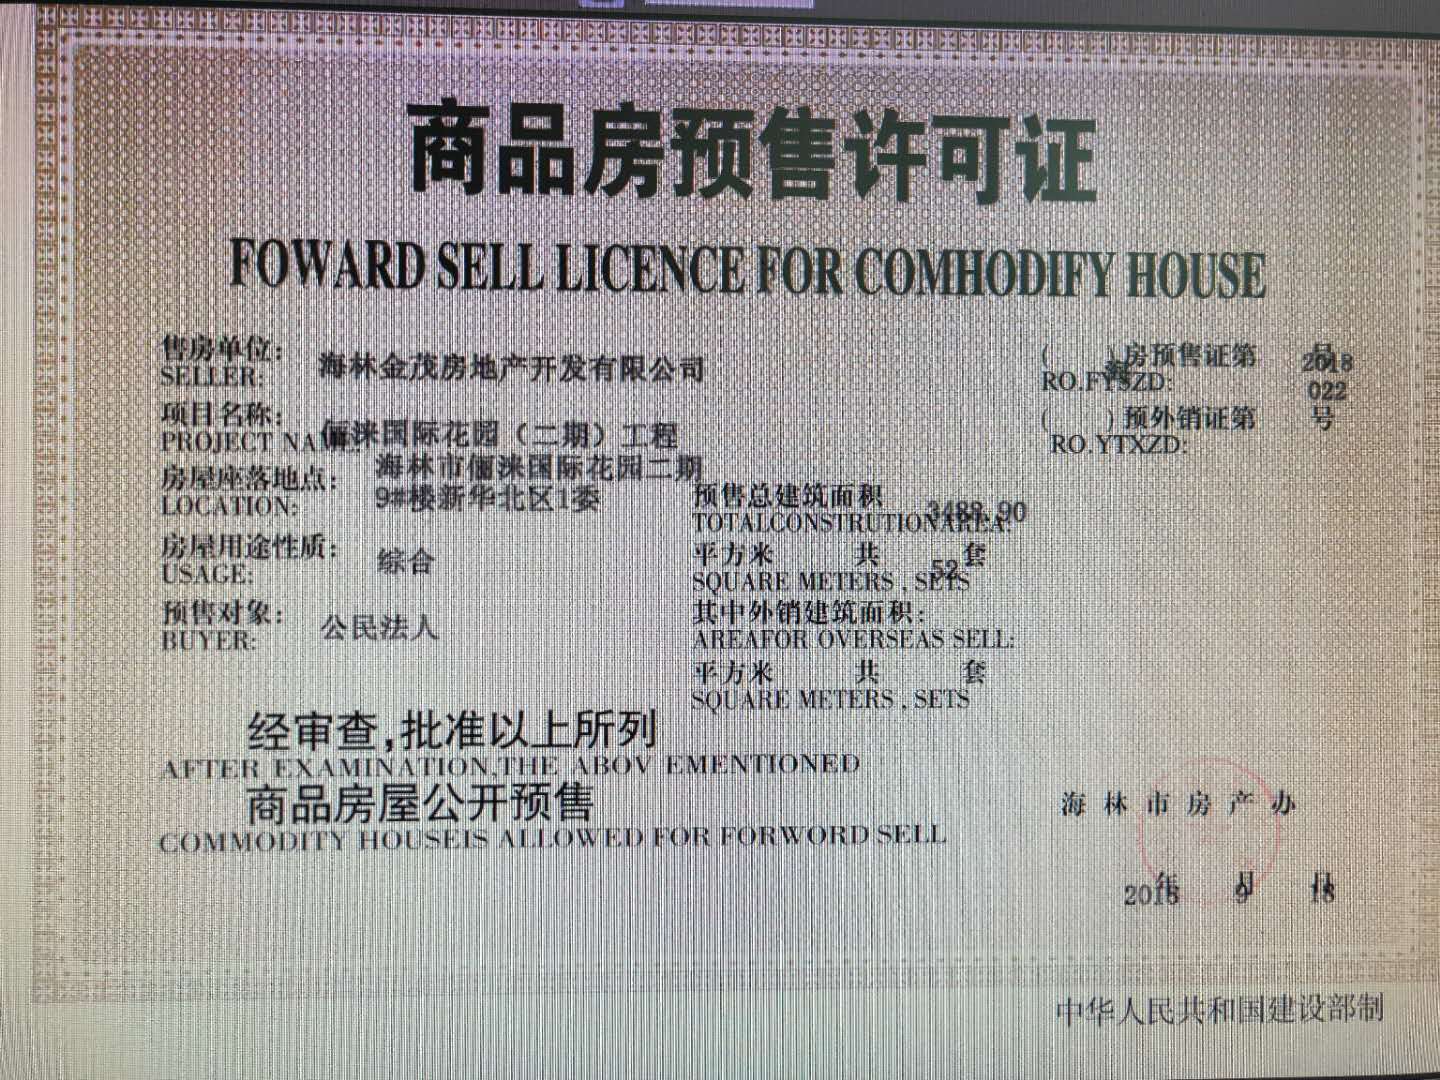 商品房预售许可证
FOWARD SELL LICENCE FOR COMHODIFY HOUSE
售房单位: 海林金茂房地产开发有限公司
SELLER:
(海)房预售证第2018022号
RO.FYSZD:
项目名称: 俪涞国际花园（二期）工程
PROJECT NAME:
( )预外销证第 号
RO.YTXZD:
房屋座落地点: 海林市俪涞国际花园二期
LOCATION: 9#楼新华北区1委
预售总建筑面积 3488.90
TOTALCONSTRUTIONAREA:
房屋用途性质: 综合
USAGE:
平方米 共 52 套
SQUARE METERS , SETS
预售对象: 公民法人
BUYER:
其中外销建筑面积:
AREAFOR OVERSEAS SELL:
平方米 共 套
SQUARE METERS , SETS
经审查,批准以上所列
AFTER EXAMINATION,THE ABOV EMENTIONED
商品房屋公开预售
COMMODITY HOUSEIS ALLOWED FOR FORWORD SELL
海林市房产办
年 9 月 18 日
中华人民共和国建设部制